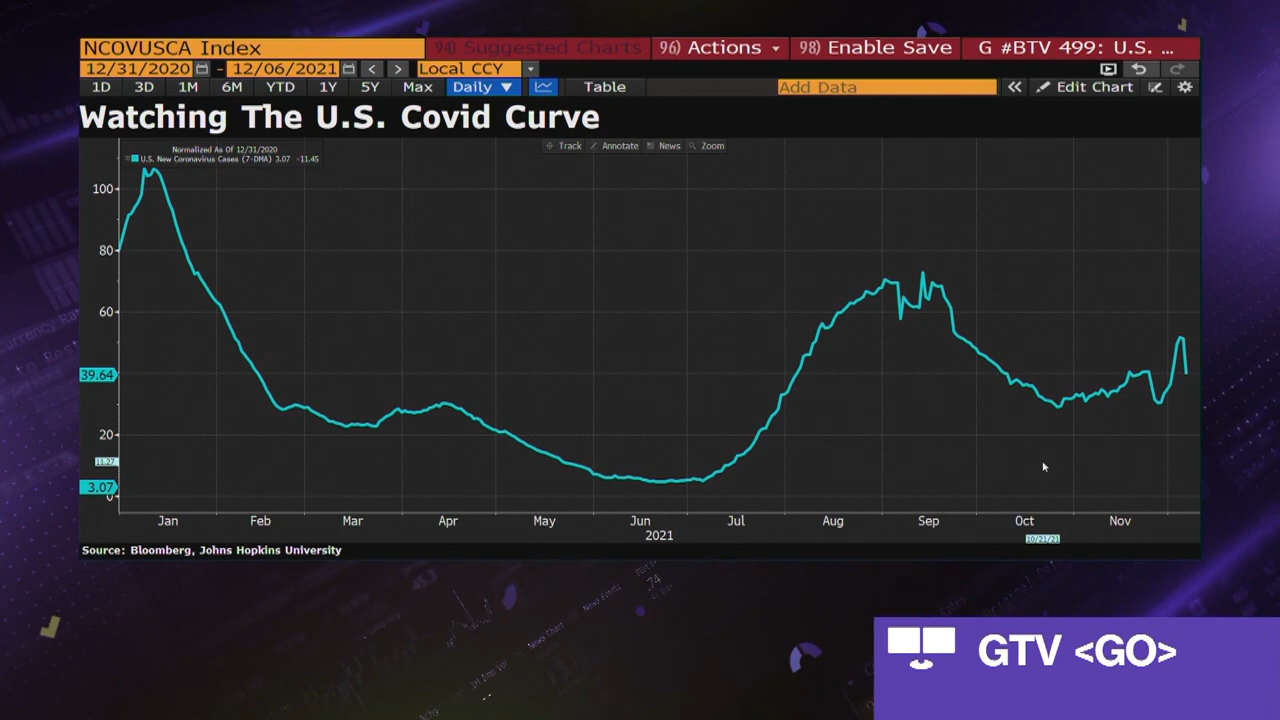 NCOVUSCA Index 94) Suggested Charts 96) Actions 98) Enable Save G #BTV 499: U.S. ...
12/31/2020 - 12/06/2021 Local CCY
1D 3D 1M 6M YTD 1Y 5Y Max Daily Table Add Data Edit Chart
Watching The U.S. Covid Curve
Track Annotate News Zoom
Normalized As Of 12/31/2020
U.S. New Coronavirus Cases (7-DMA) 3.07 -11.45
100
80
60
39.64
20
11.27
3.07
0
Jan Feb Mar Apr May Jun Jul Aug Sep Oct Nov
2021
10/21/21
Source: Bloomberg, Johns Hopkins University
GTV <GO>